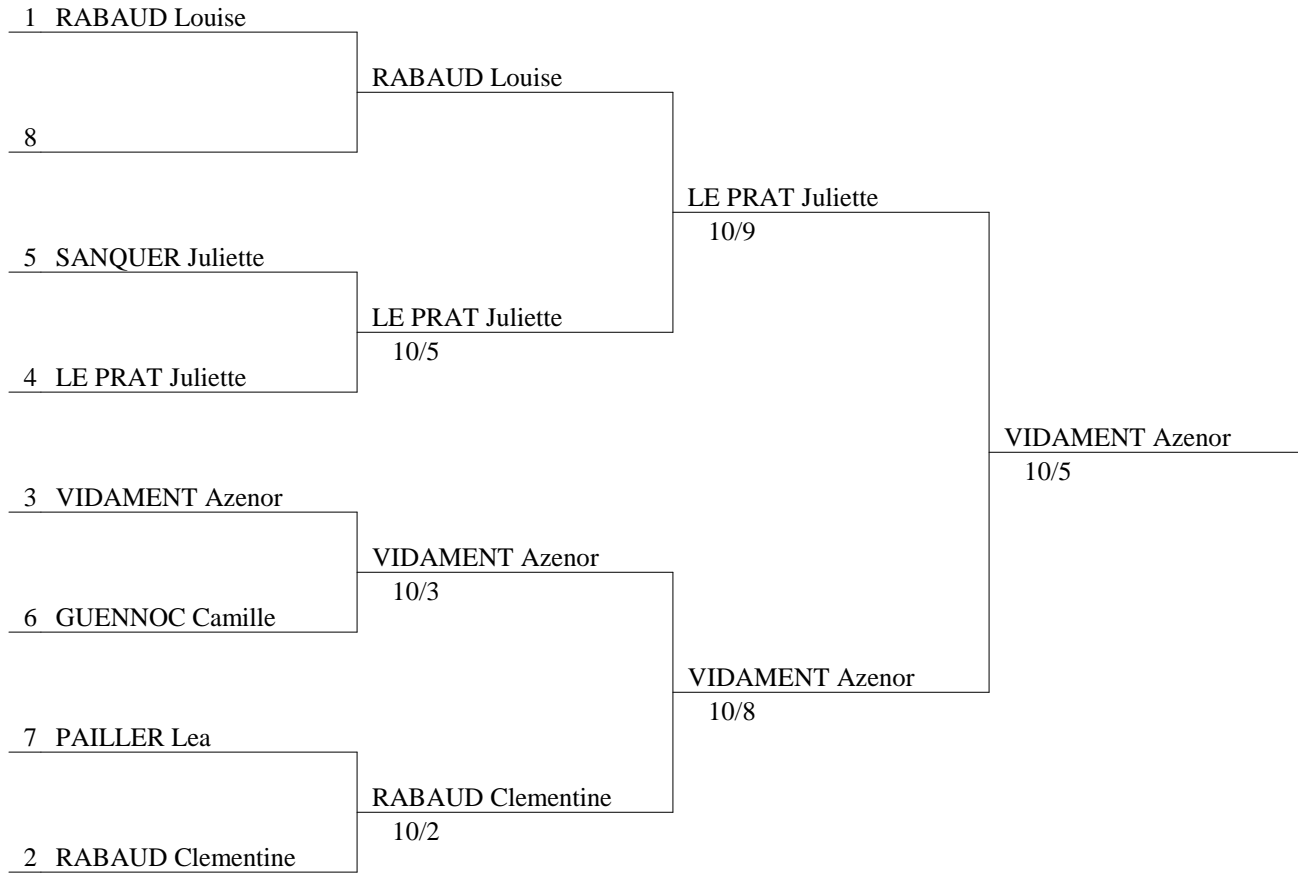 1 RABAUD Louise
RABAUD Louise
8
LE PRAT Juliette
10/9
5 SANQUER Juliette
LE PRAT Juliette
10/5
4 LE PRAT Juliette
VIDAMENT Azenor
10/5
3 VIDAMENT Azenor
VIDAMENT Azenor
10/3
6 GUENNOC Camille
VIDAMENT Azenor
10/8
7 PAILLER Lea
RABAUD Clementine
10/2
2 RABAUD Clementine